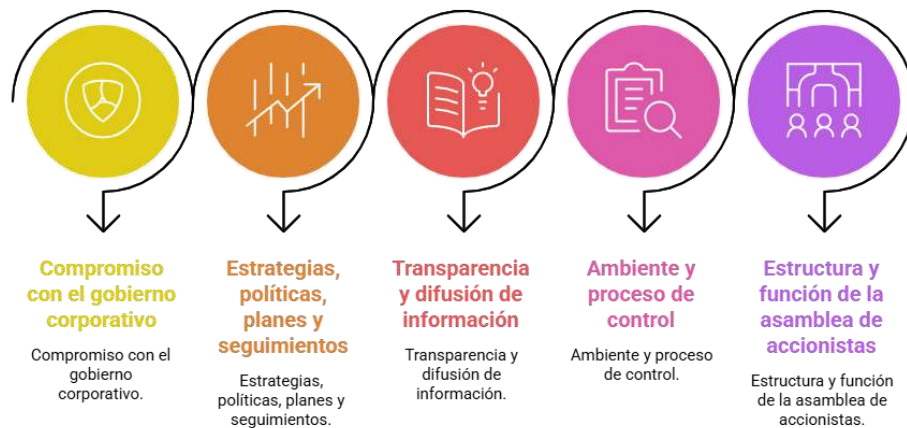 Compromiso
con el gobierno
corporativo
Compromiso con el
gobierno
corporativo.
Estrategias,
políticas,
planes y
seguimientos
Estrategias,
políticas, planes y
seguimientos.
Transparencia
y difusión de
información
Transparencia y
difusión de
información.
Ambiente y
proceso de
control
Ambiente y proceso
de control.
Estructura y
función de la
asamblea de
accionistas
Estructura y función
de la asamblea de
accionistas.